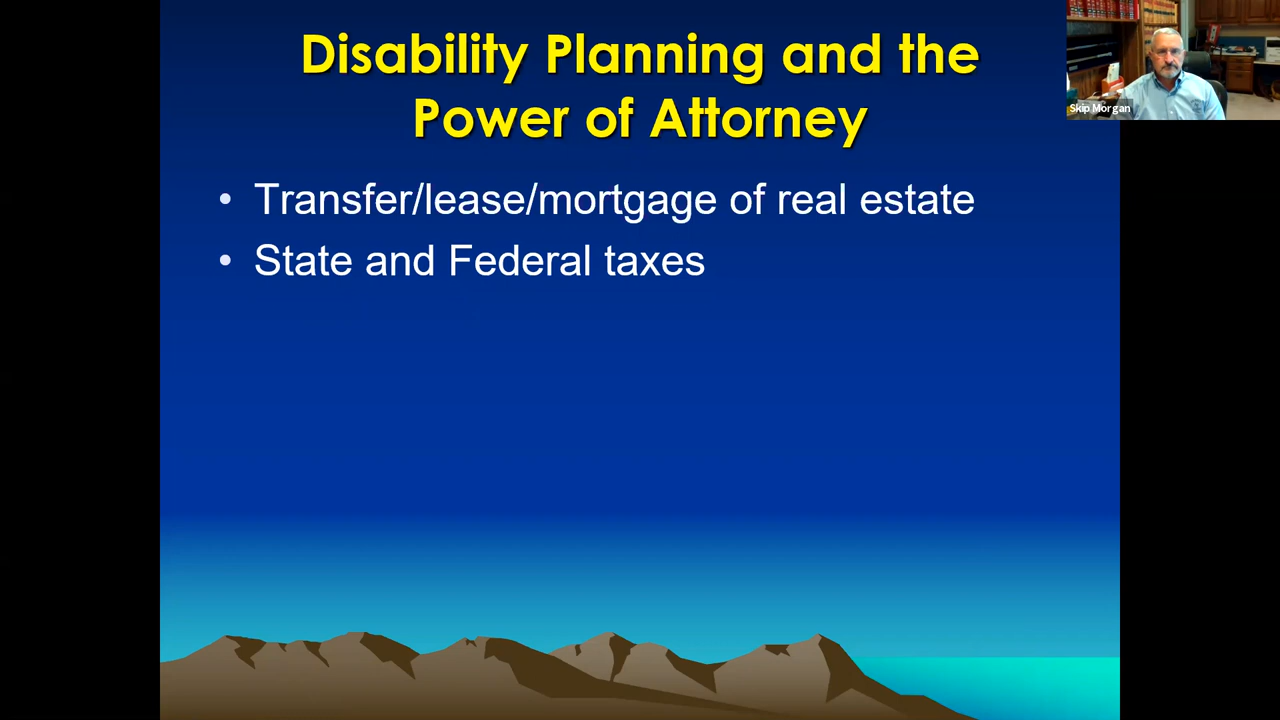 Disability Planning and the
Power of Attorney
Skip Morgan
• Transfer/lease/mortgage of real estate
• State and Federal taxes